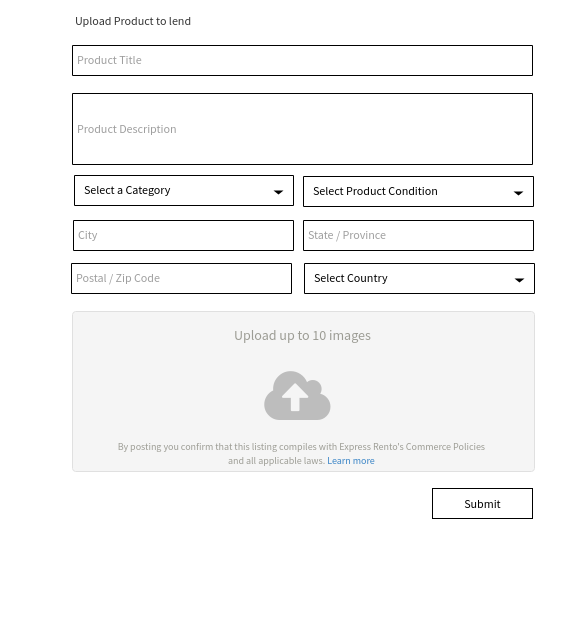 Upload Product to lend
Product Title
Product Description
Select a Category
Select Product Condition
City
State / Province
Postal / Zip Code
Select Country
Upload up to 10 images
By posting you confirm that this listing compiles with Express Rento's Commerce Policies
and all applicable laws. Learn more
Submit